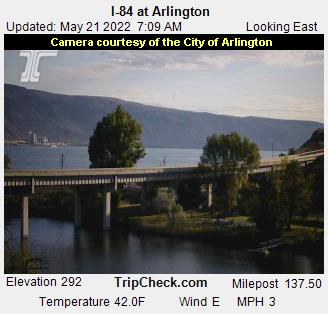 I-84 at Arlington
Updated: May 21 2022 7:09 AM Looking East
Camera courtesy of the City of Arlington
Elevation 292 TripCheck.com Milepost 137.50
Temperature 42.0F Wind E MPH 3